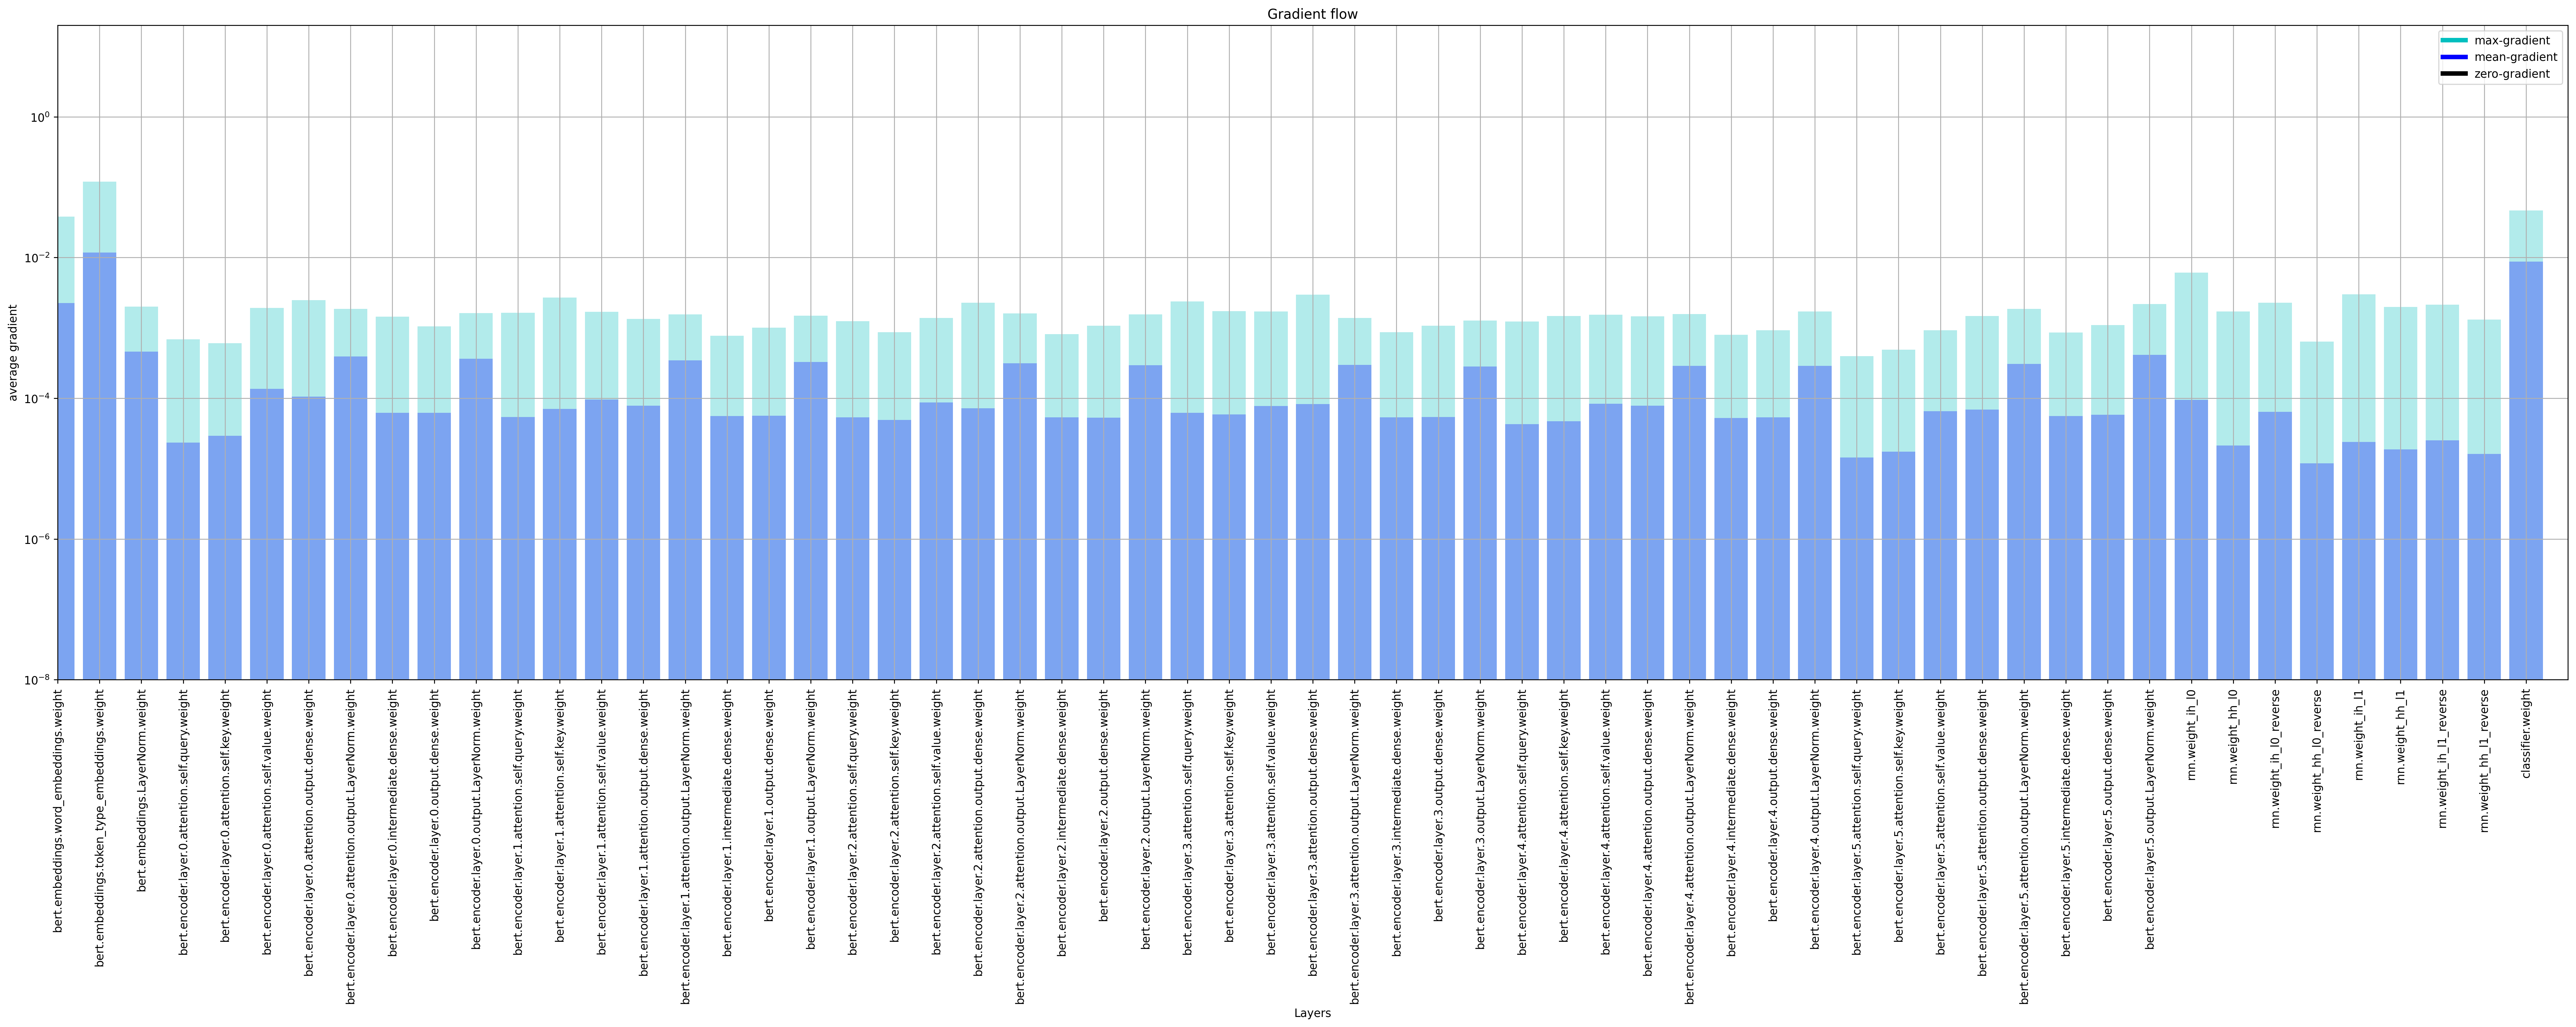 Gradient flow
max-gradient
mean-gradient
zero-gradient
average gradient
10⁰
10⁻²
10⁻⁴
10⁻⁶
10⁻⁸
bert.embeddings.word_embeddings.weight
bert.embeddings.token_type_embeddings.weight
bert.embeddings.LayerNorm.weight
bert.encoder.layer.0.attention.self.query.weight
bert.encoder.layer.0.attention.self.key.weight
bert.encoder.layer.0.attention.self.value.weight
bert.encoder.layer.0.attention.output.dense.weight
bert.encoder.layer.0.attention.output.LayerNorm.weight
bert.encoder.layer.0.intermediate.dense.weight
bert.encoder.layer.0.output.dense.weight
bert.encoder.layer.0.output.LayerNorm.weight
bert.encoder.layer.1.attention.self.query.weight
bert.encoder.layer.1.attention.self.key.weight
bert.encoder.layer.1.attention.self.value.weight
bert.encoder.layer.1.attention.output.dense.weight
bert.encoder.layer.1.attention.output.LayerNorm.weight
bert.encoder.layer.1.intermediate.dense.weight
bert.encoder.layer.1.output.dense.weight
bert.encoder.layer.1.output.LayerNorm.weight
bert.encoder.layer.2.attention.self.query.weight
bert.encoder.layer.2.attention.self.key.weight
bert.encoder.layer.2.attention.self.value.weight
bert.encoder.layer.2.attention.output.dense.weight
bert.encoder.layer.2.attention.output.LayerNorm.weight
bert.encoder.layer.2.intermediate.dense.weight
bert.encoder.layer.2.output.dense.weight
bert.encoder.layer.2.output.LayerNorm.weight
bert.encoder.layer.3.attention.self.query.weight
bert.encoder.layer.3.attention.self.key.weight
bert.encoder.layer.3.attention.self.value.weight
bert.encoder.layer.3.attention.output.dense.weight
bert.encoder.layer.3.attention.output.LayerNorm.weight
bert.encoder.layer.3.intermediate.dense.weight
bert.encoder.layer.3.output.dense.weight
bert.encoder.layer.3.output.LayerNorm.weight
bert.encoder.layer.4.attention.self.query.weight
bert.encoder.layer.4.attention.self.key.weight
bert.encoder.layer.4.attention.self.value.weight
bert.encoder.layer.4.attention.output.dense.weight
bert.encoder.layer.4.attention.output.LayerNorm.weight
bert.encoder.layer.4.intermediate.dense.weight
bert.encoder.layer.4.output.dense.weight
bert.encoder.layer.4.output.LayerNorm.weight
bert.encoder.layer.5.attention.self.query.weight
bert.encoder.layer.5.attention.self.key.weight
bert.encoder.layer.5.attention.self.value.weight
bert.encoder.layer.5.attention.output.dense.weight
bert.encoder.layer.5.attention.output.LayerNorm.weight
bert.encoder.layer.5.intermediate.dense.weight
bert.encoder.layer.5.output.dense.weight
bert.encoder.layer.5.output.LayerNorm.weight
rnn.weight_ih_l0
rnn.weight_hh_l0
rnn.weight_ih_l0_reverse
rnn.weight_hh_l0_reverse
rnn.weight_ih_l1
rnn.weight_hh_l1
rnn.weight_ih_l1_reverse
rnn.weight_hh_l1_reverse
classifier.weight
Layers